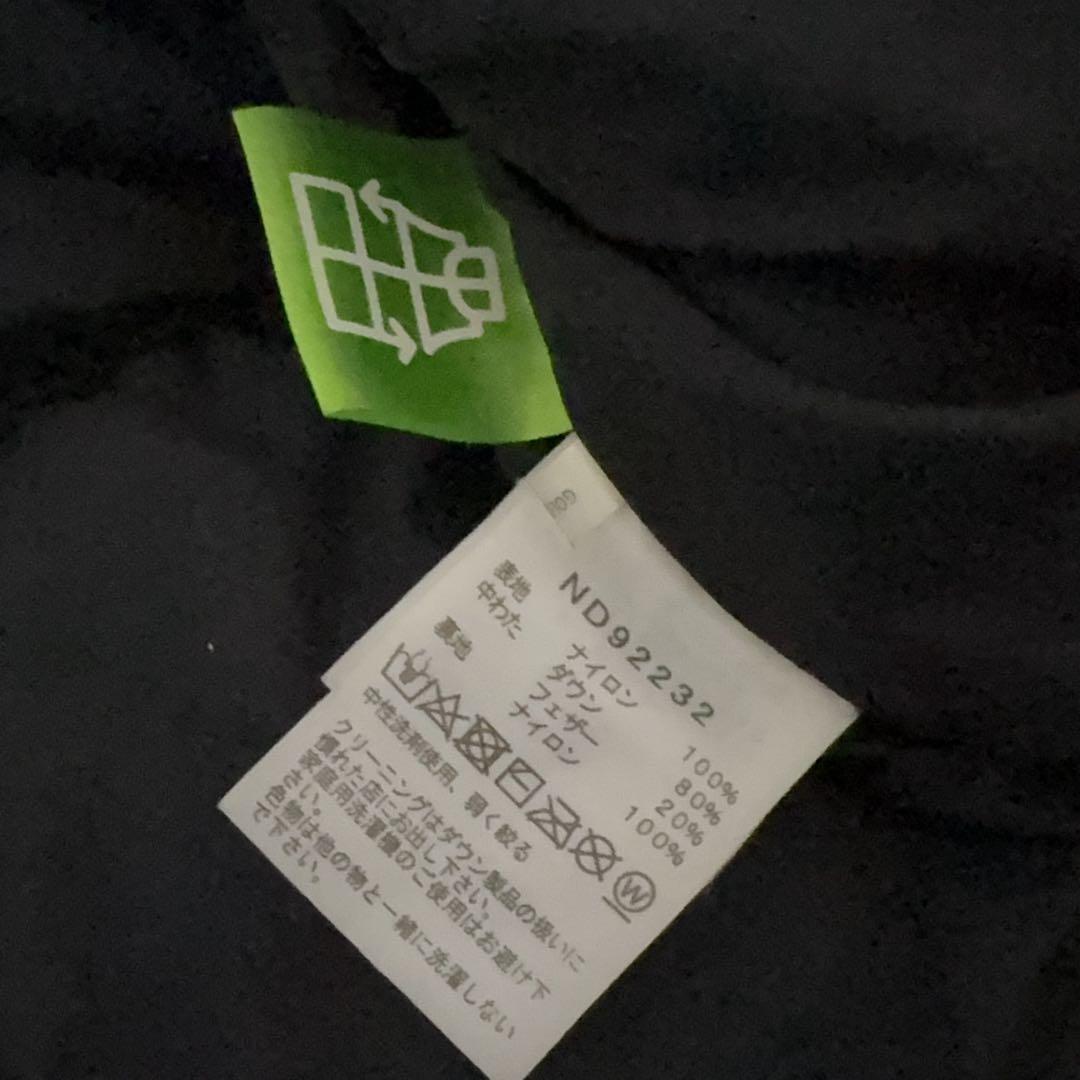 ND92232
表地 ナイロン 100%
中わた ダウン 80%
フェザー 20%
裏地 ナイロン 100%
W
中性洗剤使用、弱く絞る
クリーニングはダウン製品の扱いに
慣れた店にお出し下さい。
家庭用洗濯機のご使用はお避け下
さい。
色物は他の物と一緒に洗濯しない
で下さい。